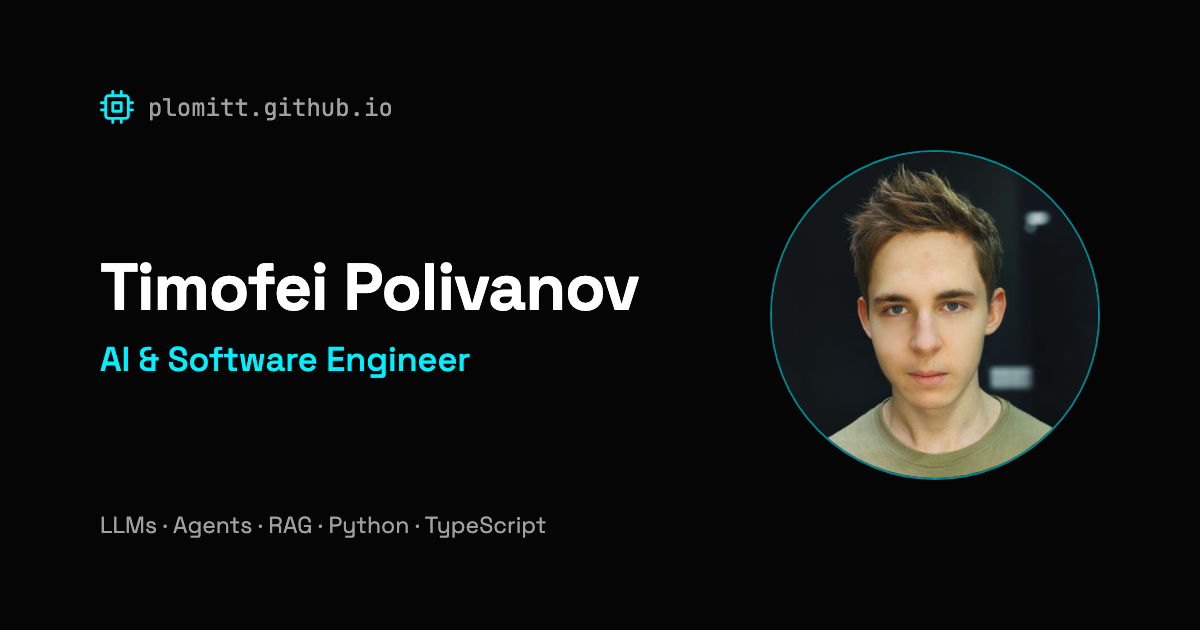 plomitt.github.io
Timofei Polivanov
AI & Software Engineer
LLMs · Agents · RAG · Python · TypeScript